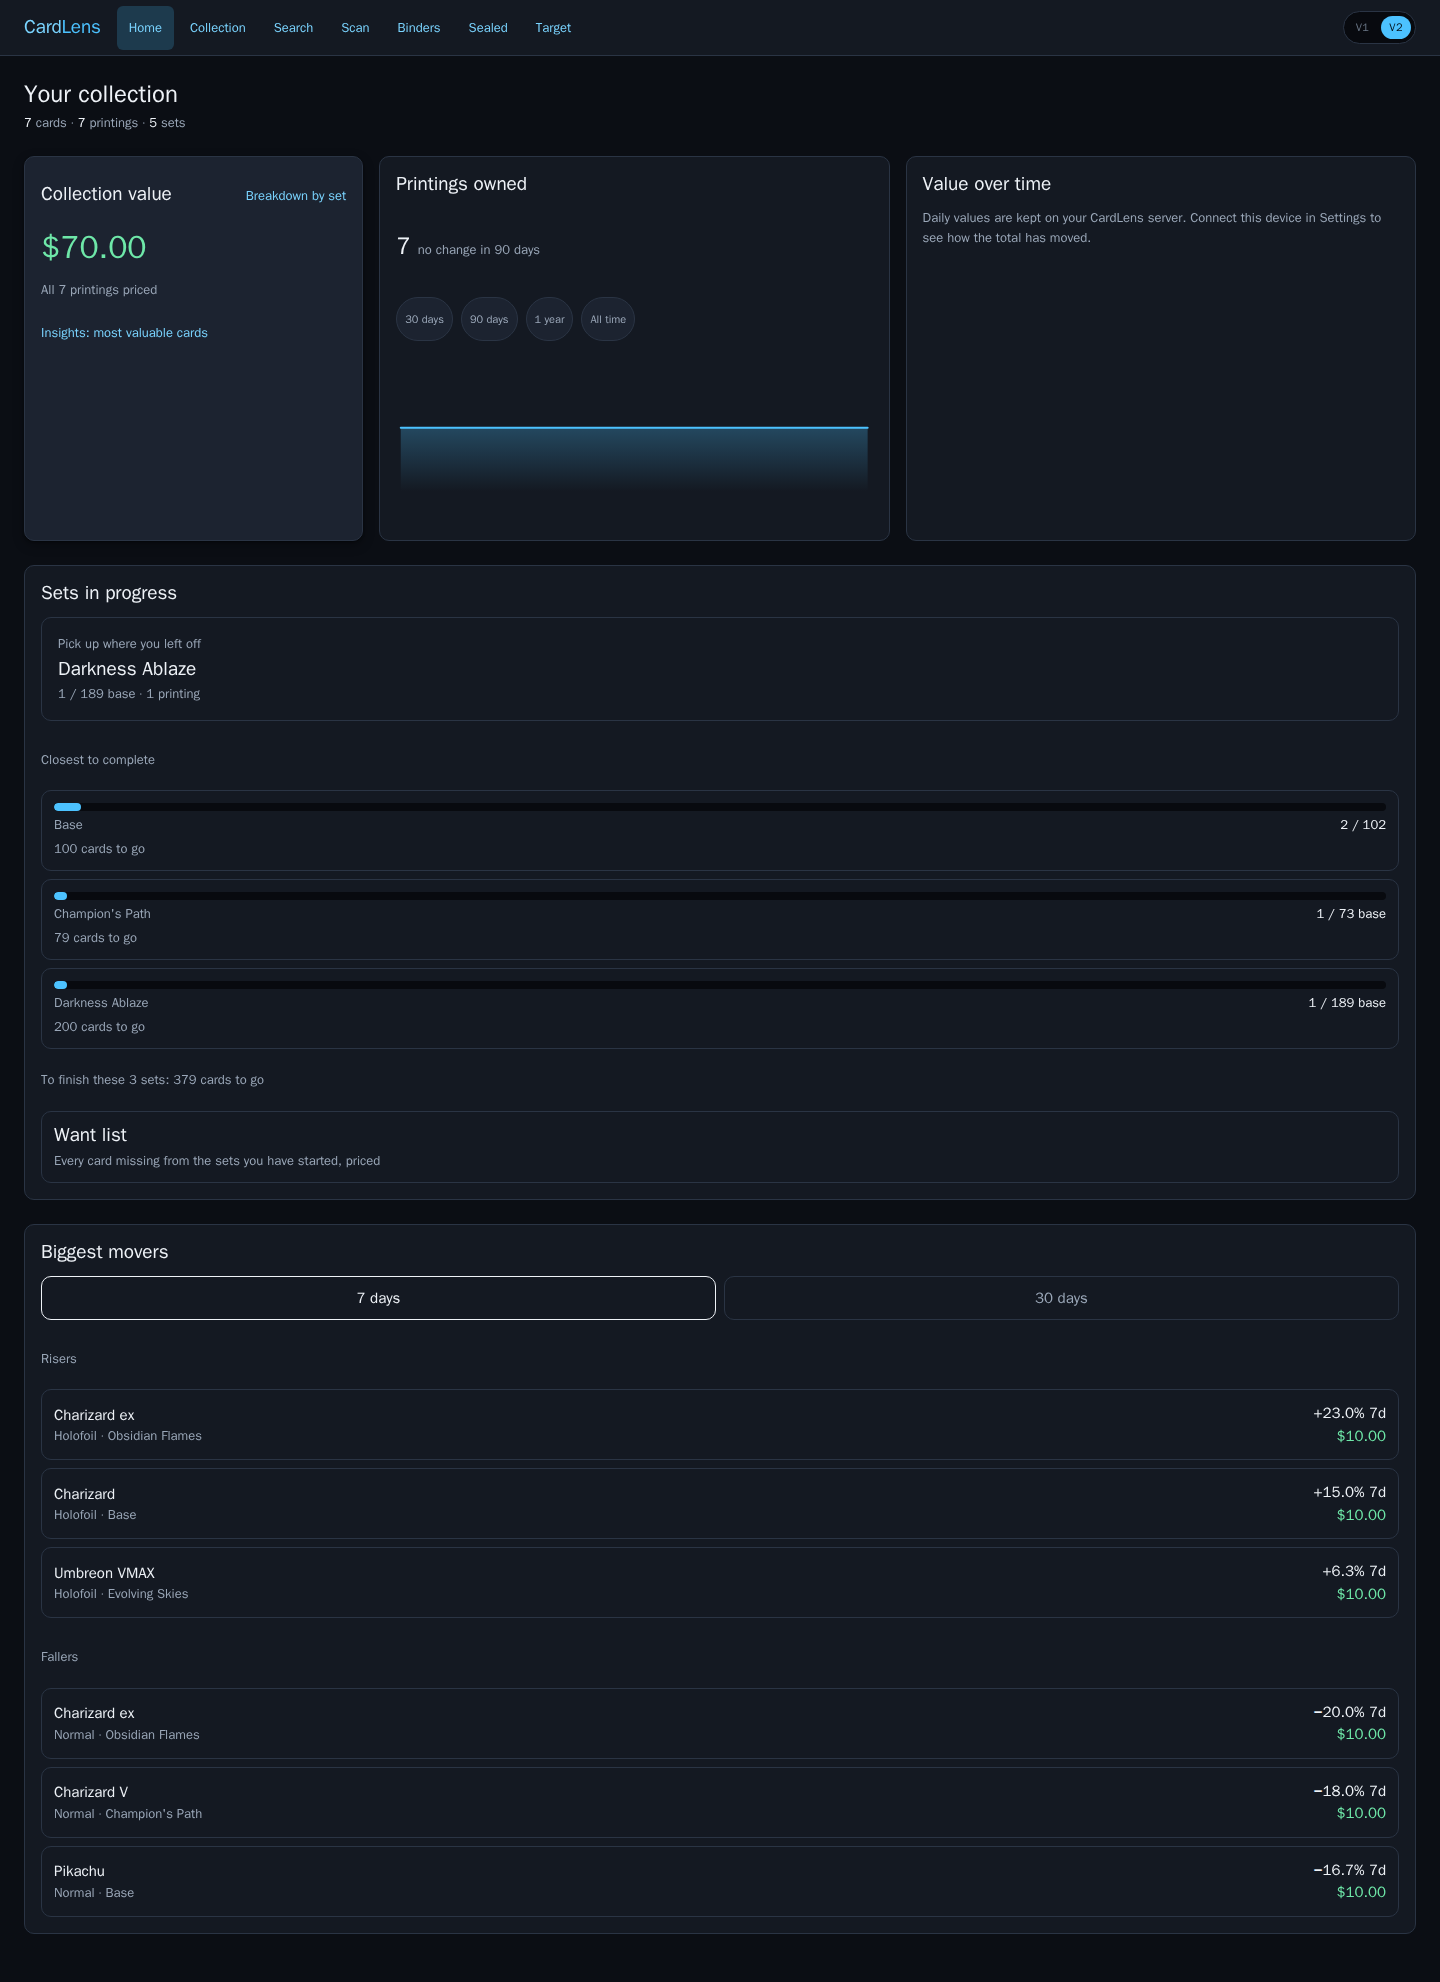 CardLens Home Collection Search Scan Binders Sealed Target V1 V2
Your collection
7 cards · 7 printings · 5 sets
Collection value Breakdown by set
$70.00
All 7 printings priced
Insights: most valuable cards
Printings owned
7 no change in 90 days
30 days 90 days 1 year All time
Value over time
Daily values are kept on your CardLens server. Connect this device in Settings to
see how the total has moved.
Sets in progress
Pick up where you left off
Darkness Ablaze
1 / 189 base · 1 printing
Closest to complete
Base 2 / 102
100 cards to go
Champion's Path 1 / 73 base
79 cards to go
Darkness Ablaze 1 / 189 base
200 cards to go
To finish these 3 sets: 379 cards to go
Want list
Every card missing from the sets you have started, priced
Biggest movers
7 days 30 days
Risers
Charizard ex +23.0% 7d
Holofoil · Obsidian Flames $10.00
Charizard +15.0% 7d
Holofoil · Base $10.00
Umbreon VMAX +6.3% 7d
Holofoil · Evolving Skies $10.00
Fallers
Charizard ex −20.0% 7d
Normal · Obsidian Flames $10.00
Charizard V −18.0% 7d
Normal · Champion's Path $10.00
Pikachu −16.7% 7d
Normal · Base $10.00